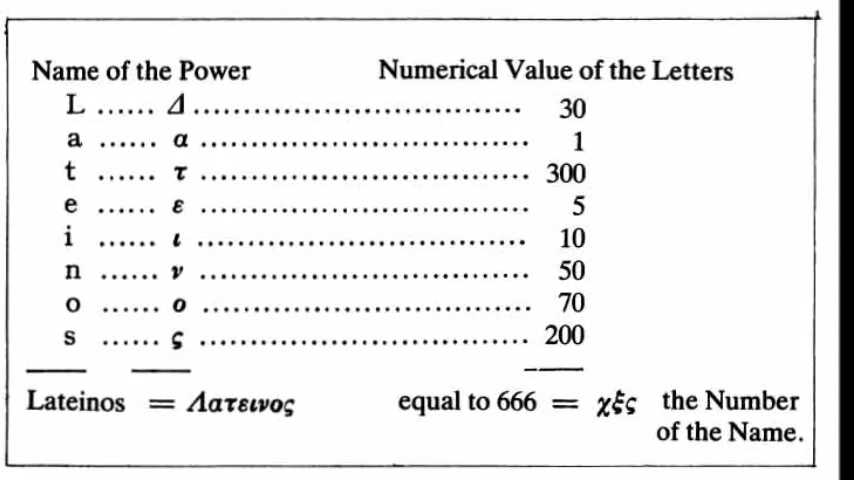 Name of the Power Numerical Value of the Letters
L ...... Δ ................................. 30
a ...... α ................................. 1
t ...... τ ................................. 300
e ...... ε ................................. 5
i ...... ι ................................. 10
n ...... ν ................................. 50
o ...... ο ................................. 70
s ...... ς ................................. 200
Lateinos = Λατεινος equal to 666 = χξς the Number
of the Name.